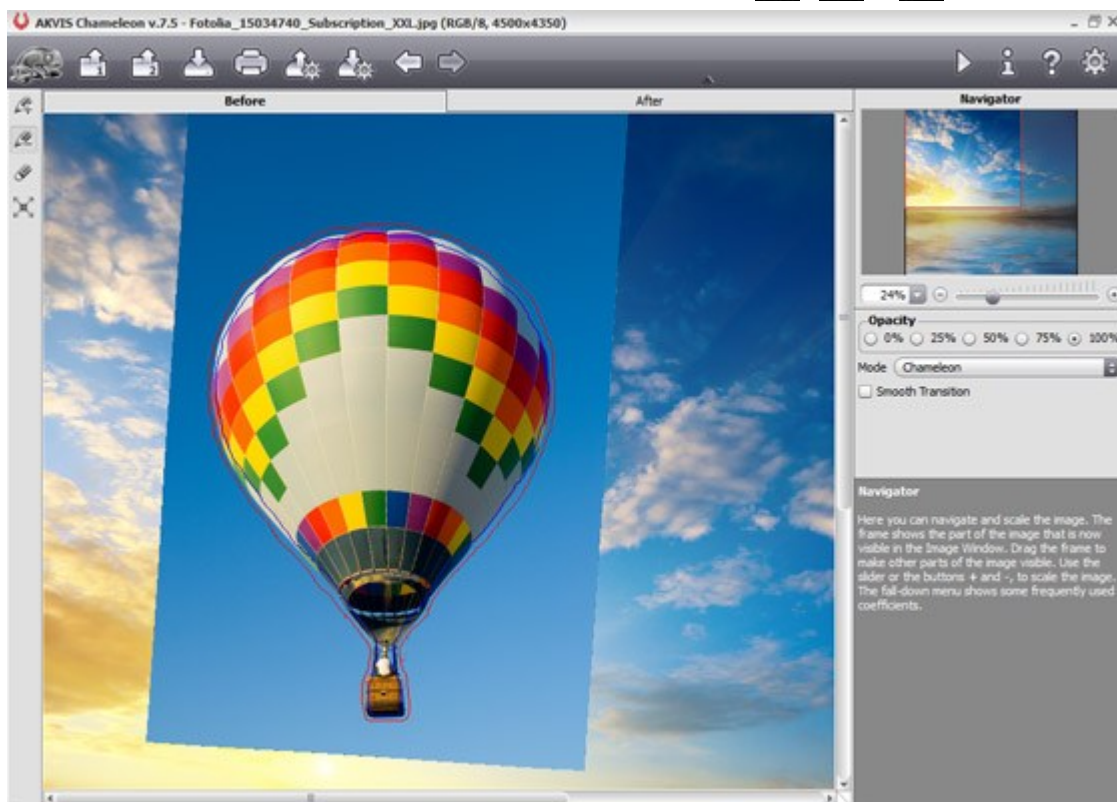 AKVIS Chameleon v.7.5 - Fotolia_15034740_Subscription_XXL.jpg (RGB/8, 4500x4350)
1
2
Before
After
Navigator
24%
Opacity
0%
25%
50%
75%
100%
Mode
Chameleon
Smooth Transition
Navigator
Here you can navigate and scale the image. The
frame shows the part of the image that is now
visible in the Image Window. Drag the frame to
make other parts of the image visible. Use the
slider or the buttons + and -, to scale the image.
The fall-down menu shows some frequently used
coefficients.